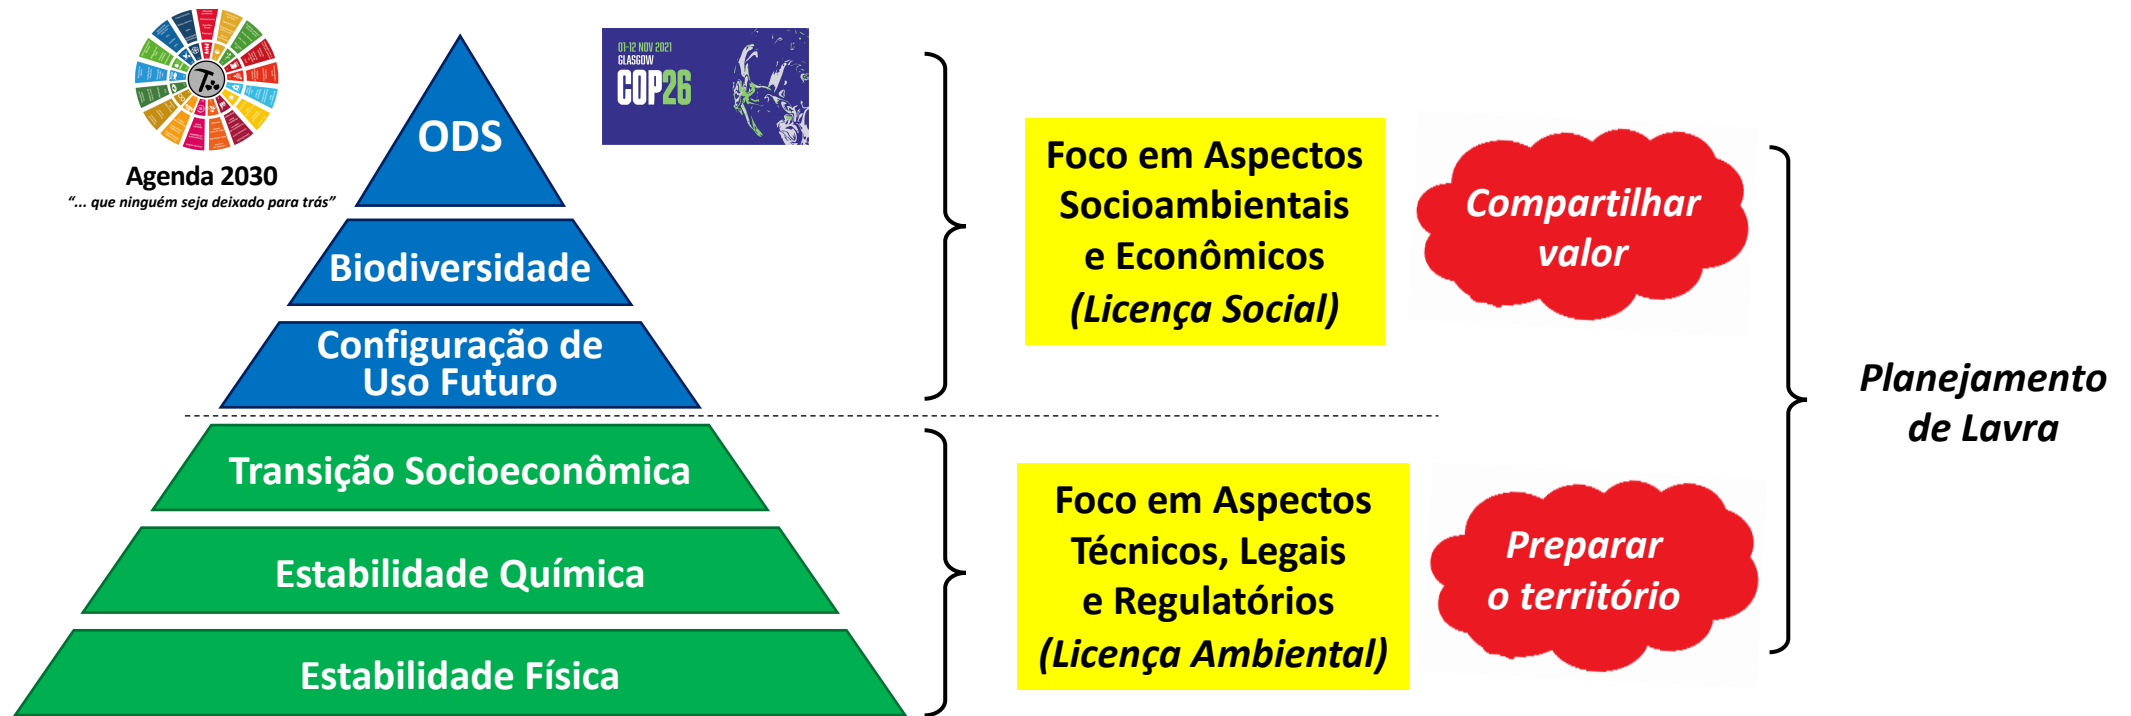 Agenda 2030
“... que ninguém seja deixado para trás”
01-12 NOV 2021
GLASGOW
COP26
ODS
Biodiversidade
Configuração de
Uso Futuro
Transição Socioeconômica
Estabilidade Química
Estabilidade Física
Foco em Aspectos
Socioambientais
e Econômicos
(Licença Social)
Compartilhar
valor
Foco em Aspectos
Técnicos, Legais
e Regulatórios
(Licença Ambiental)
Preparar
o território
Planejamento
de Lavra